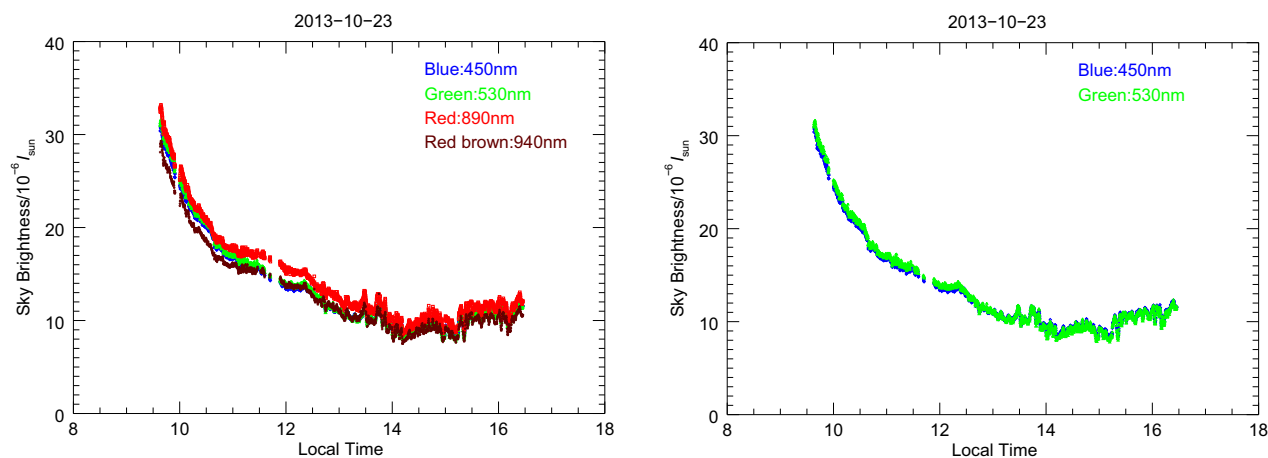 2013−10−23
Blue:450nm
Green:530nm
Red:890nm
Red brown:940nm
40
30
20
10
0
Sky Brightness/10⁻⁶ I_sun
8 10 12 14 16 18
Local Time
2013−10−23
Blue:450nm
Green:530nm
40
30
20
10
0
Sky Brightness/10⁻⁶ I_sun
8 10 12 14 16 18
Local Time